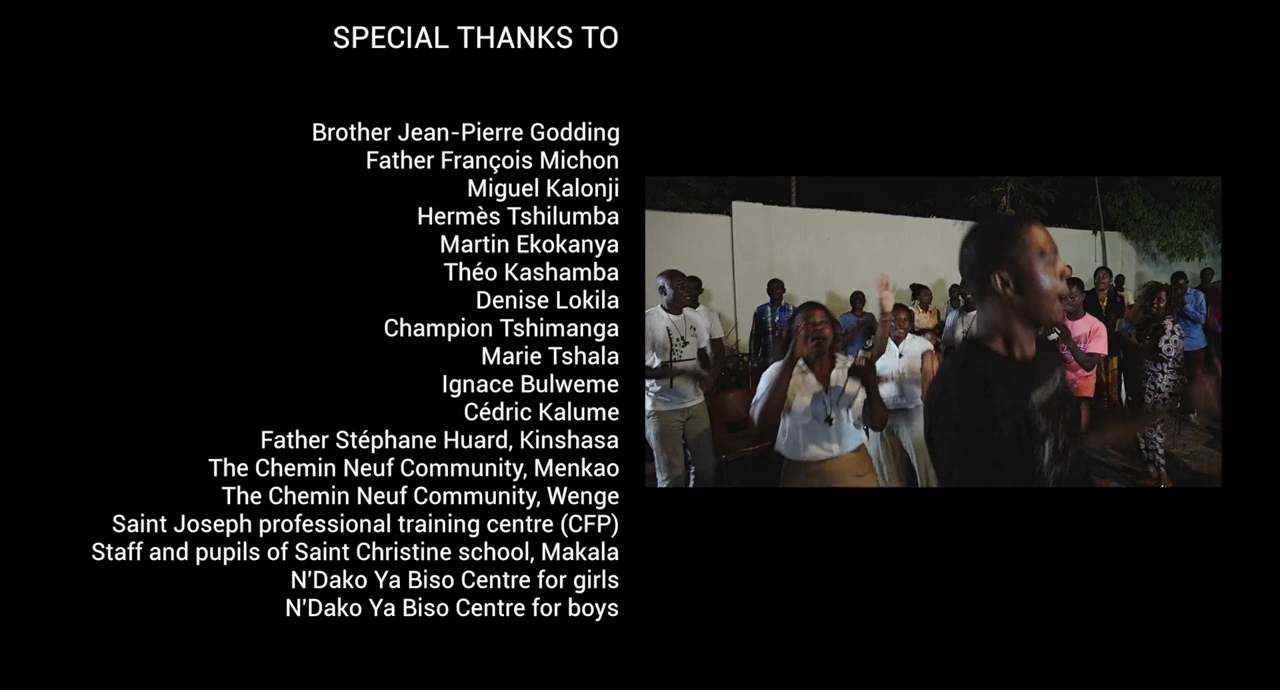 SPECIAL THANKS TO
Brother Jean-Pierre Godding
Father François Michon
Miguel Kalonji
Hermès Tshilumba
Martin Ekokanya
Théo Kashamba
Denise Lokila
Champion Tshimanga
Marie Tshala
Ignace Bulweme
Cédric Kalume
Father Stéphane Huard, Kinshasa
The Chemin Neuf Community, Menkao
The Chemin Neuf Community, Wenge
Saint Joseph professional training centre (CFP)
Staff and pupils of Saint Christine school, Makala
N'Dako Ya Biso Centre for girls
N'Dako Ya Biso Centre for boys